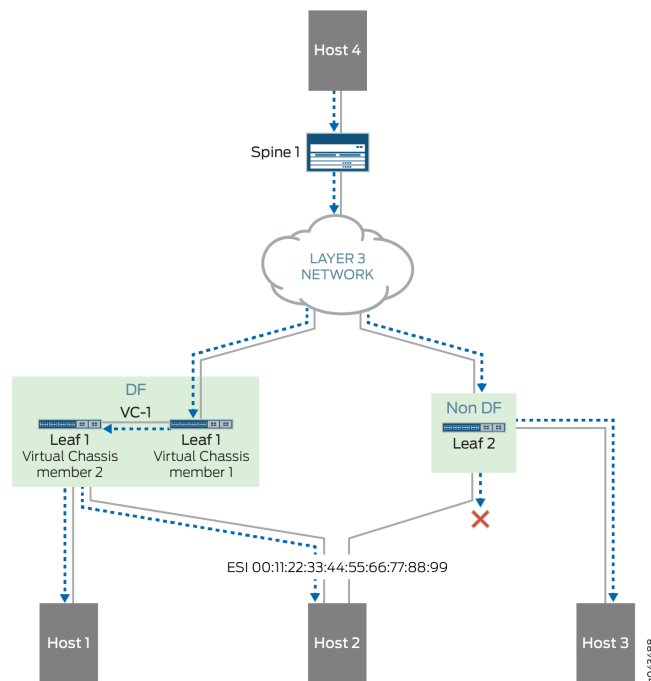 Host 4
Spine 1
LAYER 3
NETWORK
DF
VC-1
Leaf 1
Virtual Chassis
member 2
Leaf 1
Virtual Chassis
member 1
Non DF
Leaf 2
ESI 00:11:22:33:44:55:66:77:88:99
Host 1
Host 2
Host 3